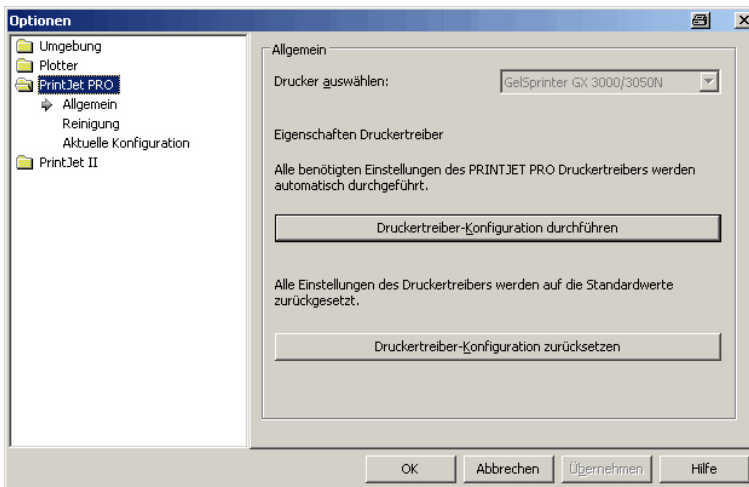 Optionen
Umgebung
Plotter
PrintJet PRO
Allgemein
Reinigung
Aktuelle Konfiguration
PrintJet II
Allgemein
Drucker auswählen:
GelSprinter GX 3000/3050N
Eigenschaften Druckertreiber
Alle benötigten Einstellungen des PRINTJET PRO Druckertreibers werden
automatisch durchgeführt.
Druckertreiber-Konfiguration durchführen
Alle Einstellungen des Druckertreibers werden auf die Standardwerte
zurückgesetzt.
Druckertreiber-Konfiguration zurücksetzen
OK
Abbrechen
Übernehmen
Hilfe